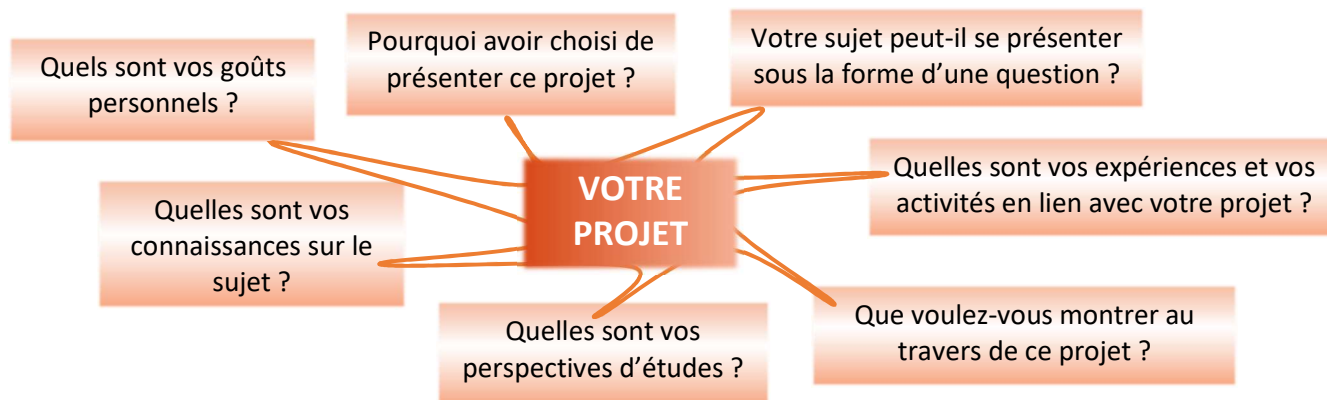 Quels sont vos goûts
personnels ?
Pourquoi avoir choisi de
présenter ce projet ?
Votre sujet peut-il se présenter
sous la forme d’une question ?
VOTRE
PROJET
Quelles sont vos expériences et vos
activités en lien avec votre projet ?
Quelles sont vos
connaissances sur le
sujet ?
Quelles sont vos
perspectives d’études ?
Que voulez-vous montrer au
travers de ce projet ?